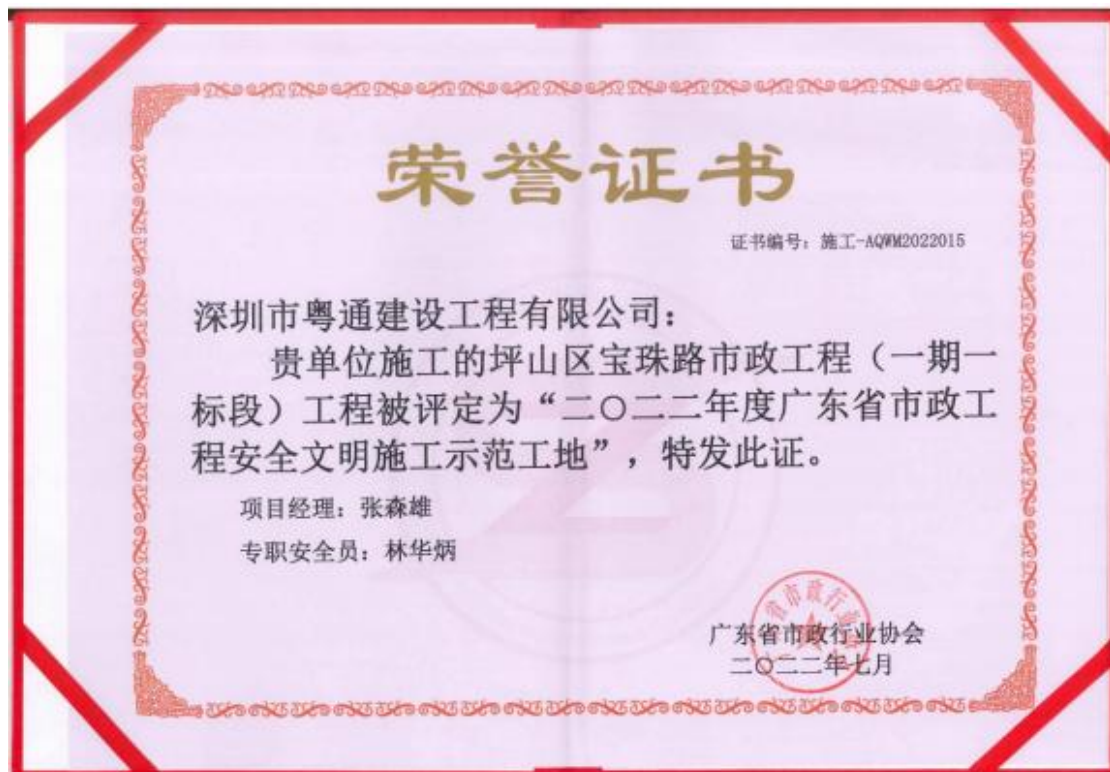 荣誉证书
证书编号：施工-AQWM2022015
深圳市粤通建设工程有限公司：
贵单位施工的坪山区宝珠路市政工程（一期一
标段）工程被评定为“二〇二二年度广东省市政工
程安全文明施工示范工地”，特发此证。
项目经理：张森雄
专职安全员：林华炳
广东省市政行业协会
二〇二二年七月